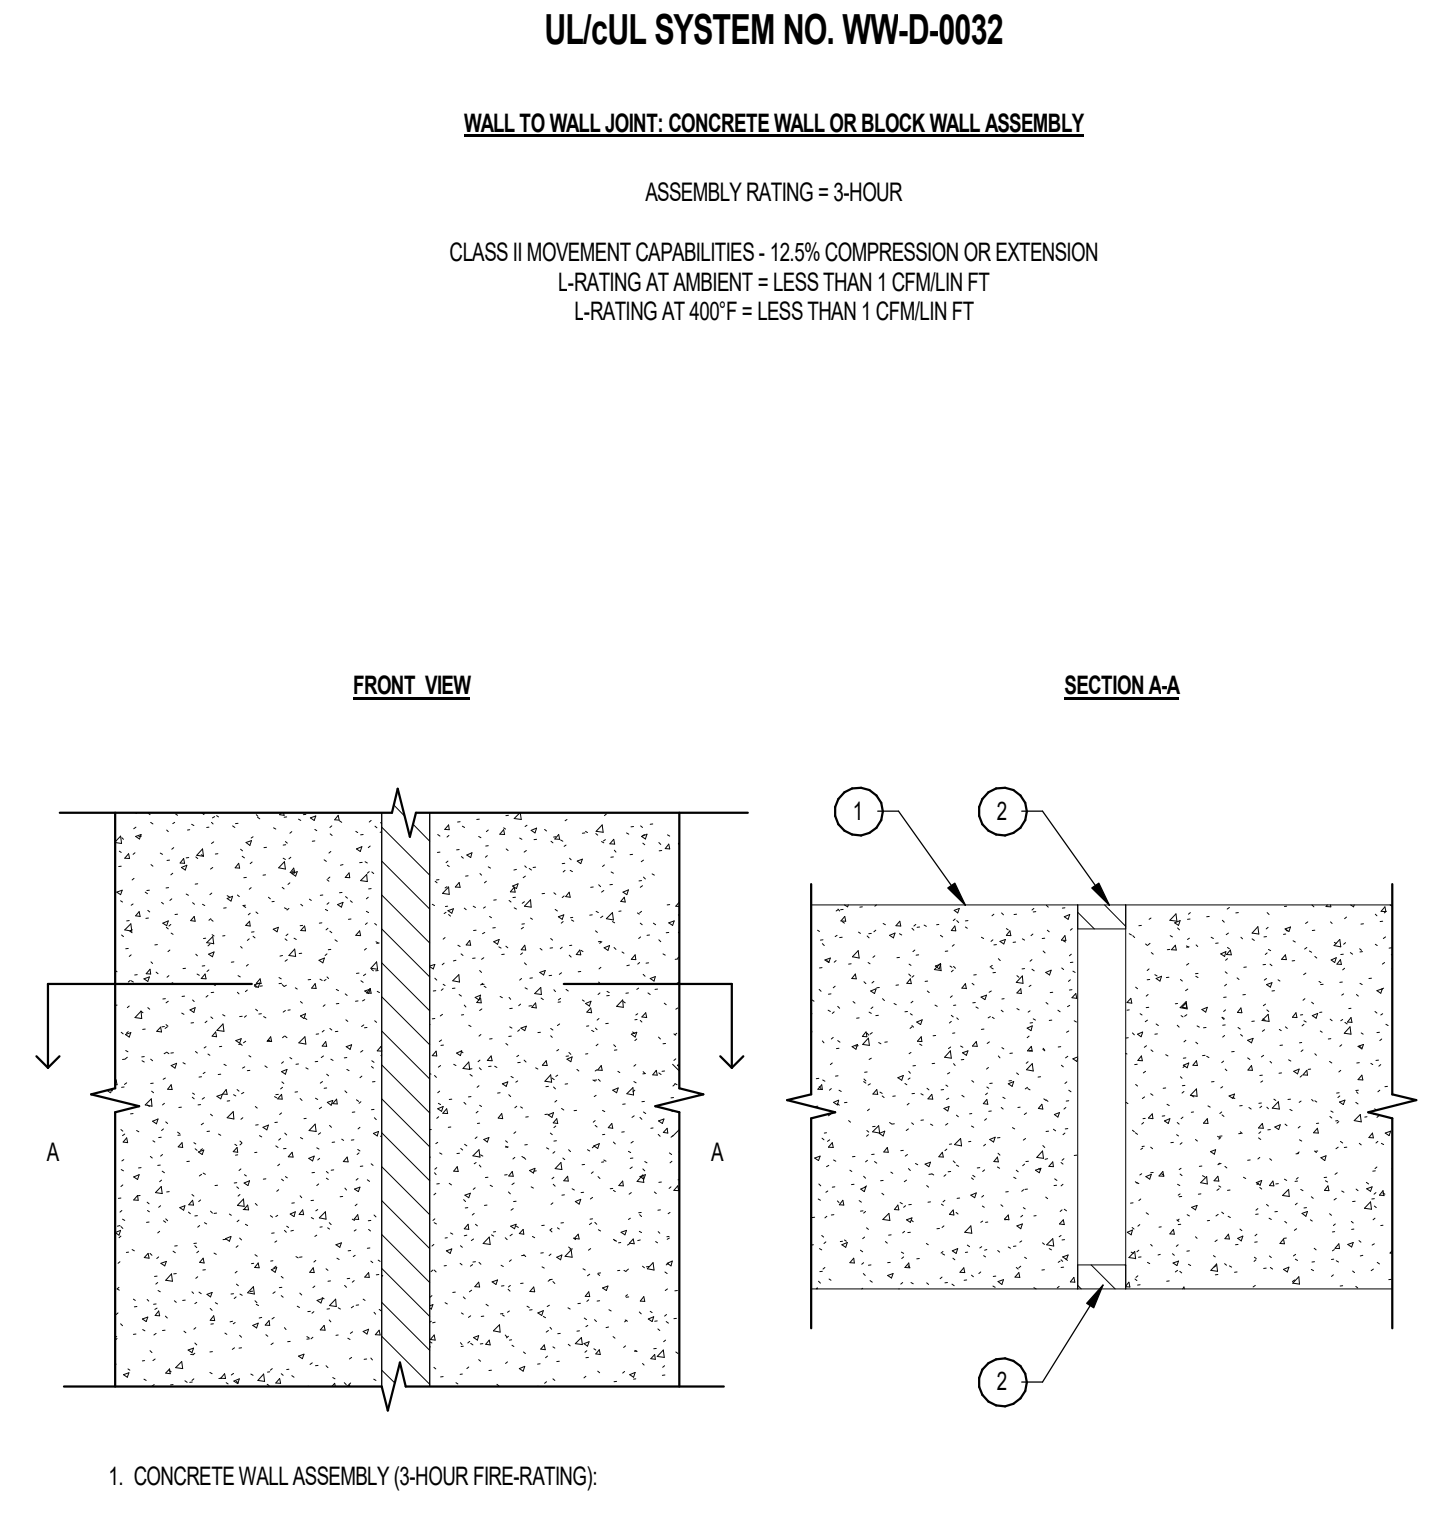 UL/cUL SYSTEM NO. WW-D-0032
WALL TO WALL JOINT: CONCRETE WALL OR BLOCK WALL ASSEMBLY
ASSEMBLY RATING = 3-HOUR
CLASS II MOVEMENT CAPABILITIES - 12.5% COMPRESSION OR EXTENSION
L-RATING AT AMBIENT = LESS THAN 1 CFM/LIN FT
L-RATING AT 400°F = LESS THAN 1 CFM/LIN FT
FRONT VIEW
SECTION A-A
1
2
A
A
2
1. CONCRETE WALL ASSEMBLY (3-HOUR FIRE-RATING):